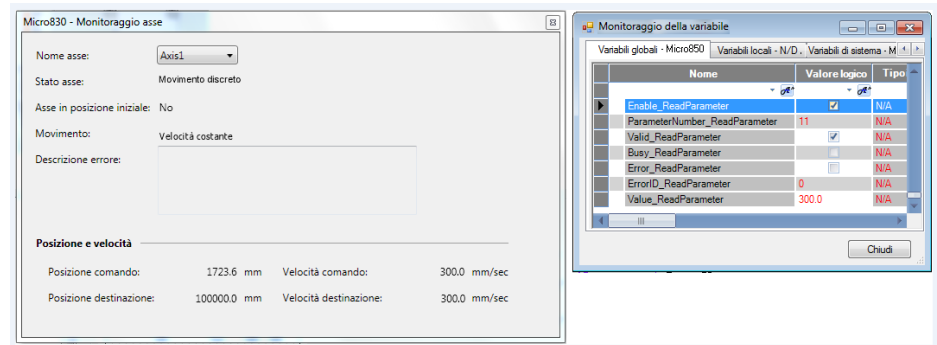 Micro830 - Monitoraggio asse
Nome asse: Axis1
Stato asse: Movimento discreto
Asse in posizione iniziale: No
Movimento: Velocità costante
Descrizione errore:
Posizione e velocità
Posizione comando: 1723.6 mm Velocità comando: 300.0 mm/sec
Posizione destinazione: 100000.0 mm Velocità destinazione: 300.0 mm/sec
Monitoraggio della variabile
Variabili globali - Micro850 Variabili locali - N/D. Variabili di sistema - M
Nome Valore logico Tipo
Enable_ReadParameter N/A
ParameterNumber_ReadParameter 11 N/A
Valid_ReadParameter N/A
Busy_ReadParameter N/A
Error_ReadParameter N/A
ErrorID_ReadParameter 0 N/A
Value_ReadParameter 300.0 N/A
Chiudi